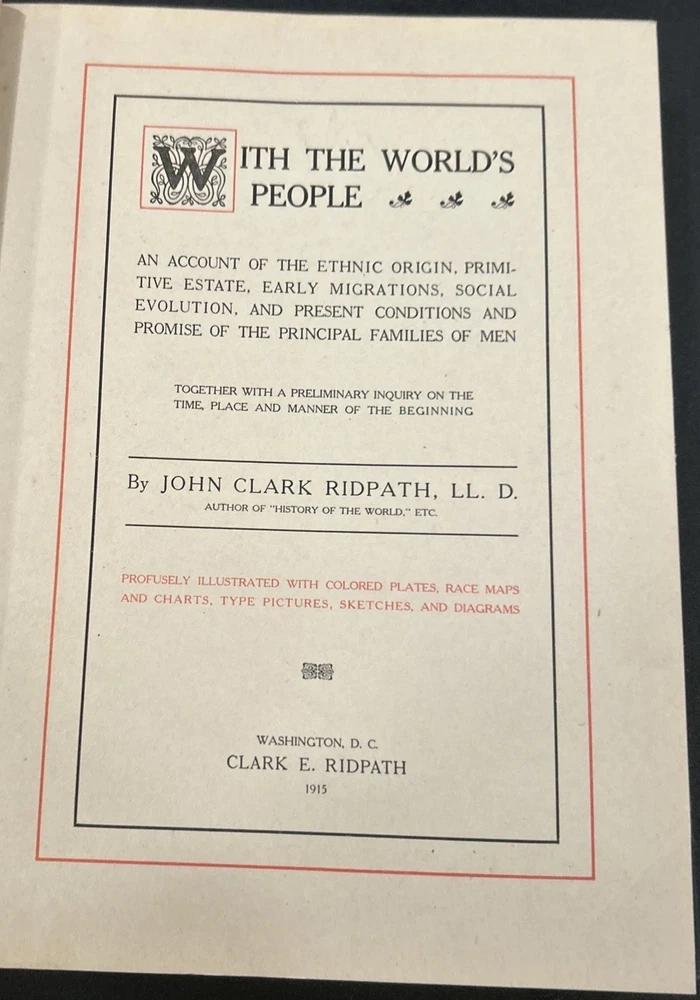 WITH THE WORLD'S
PEOPLE
AN ACCOUNT OF THE ETHNIC ORIGIN, PRIMI-
TIVE ESTATE, EARLY MIGRATIONS, SOCIAL
EVOLUTION, AND PRESENT CONDITIONS AND
PROMISE OF THE PRINCIPAL FAMILIES OF MEN
TOGETHER WITH A PRELIMINARY INQUIRY ON THE
TIME, PLACE AND MANNER OF THE BEGINNING
By JOHN CLARK RIDPATH, LL. D.
AUTHOR OF "HISTORY OF THE WORLD," ETC.
PROFUSELY ILLUSTRATED WITH COLORED PLATES, RACE MAPS
AND CHARTS, TYPE PICTURES, SKETCHES, AND DIAGRAMS
WASHINGTON, D. C.
CLARK E. RIDPATH
1915